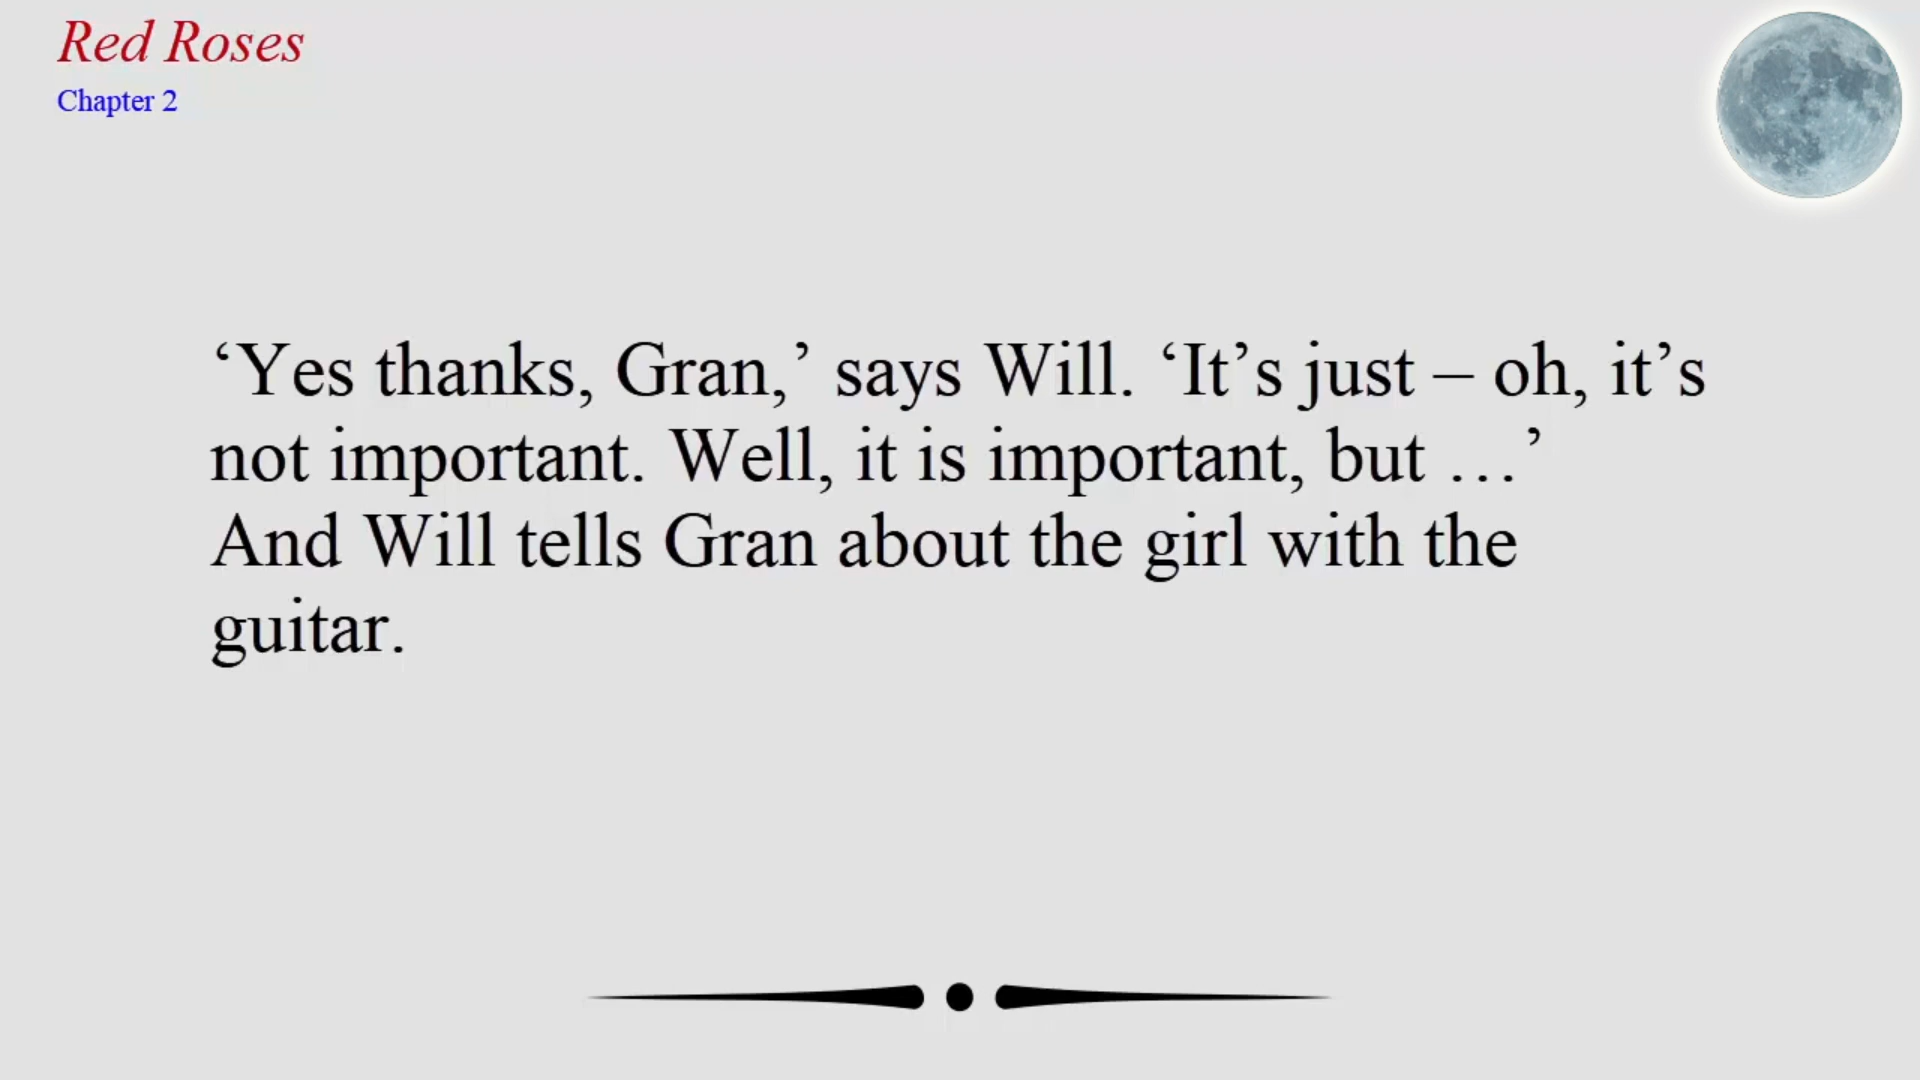 Red Roses
Chapter 2
‘Yes thanks, Gran,’ says Will. ‘It’s just – oh, it’s
not important. Well, it is important, but …’
And Will tells Gran about the girl with the
guitar.